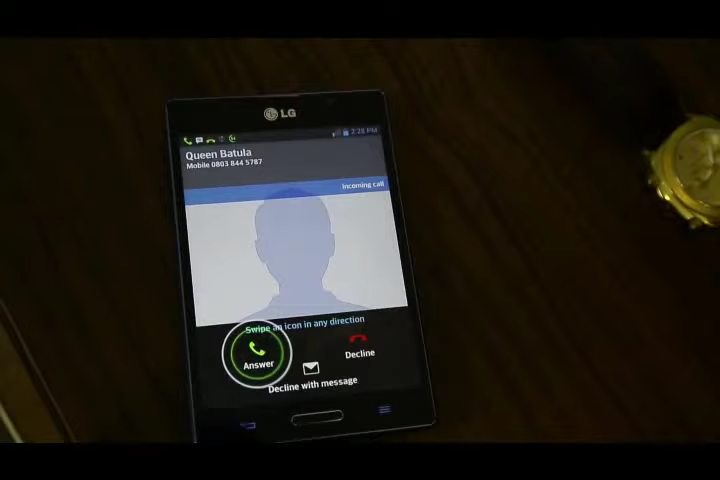 LG
2:28 PM
Queen Batula
Mobile 0803 844 5787
Incoming call
Swipe an icon in any direction
Answer
Decline
Decline with message